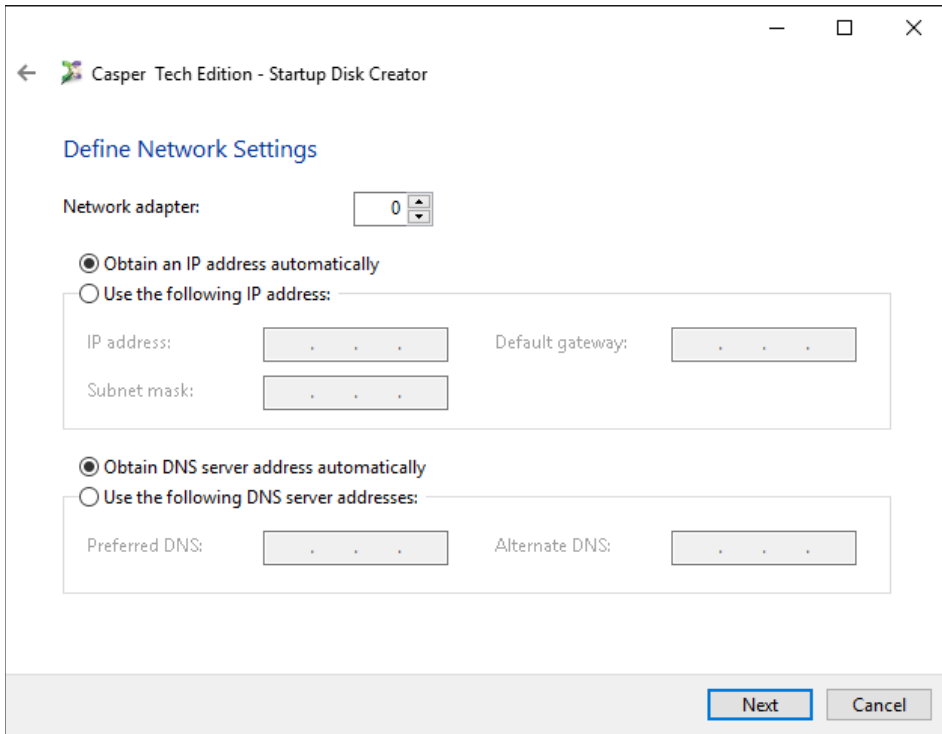 Casper Tech Edition - Startup Disk Creator
Define Network Settings
Network adapter: 0
Obtain an IP address automatically
Use the following IP address:
IP address: . . . Default gateway: . . .
Subnet mask: . . .
Obtain DNS server address automatically
Use the following DNS server addresses:
Preferred DNS: . . . Alternate DNS: . . .
Next Cancel